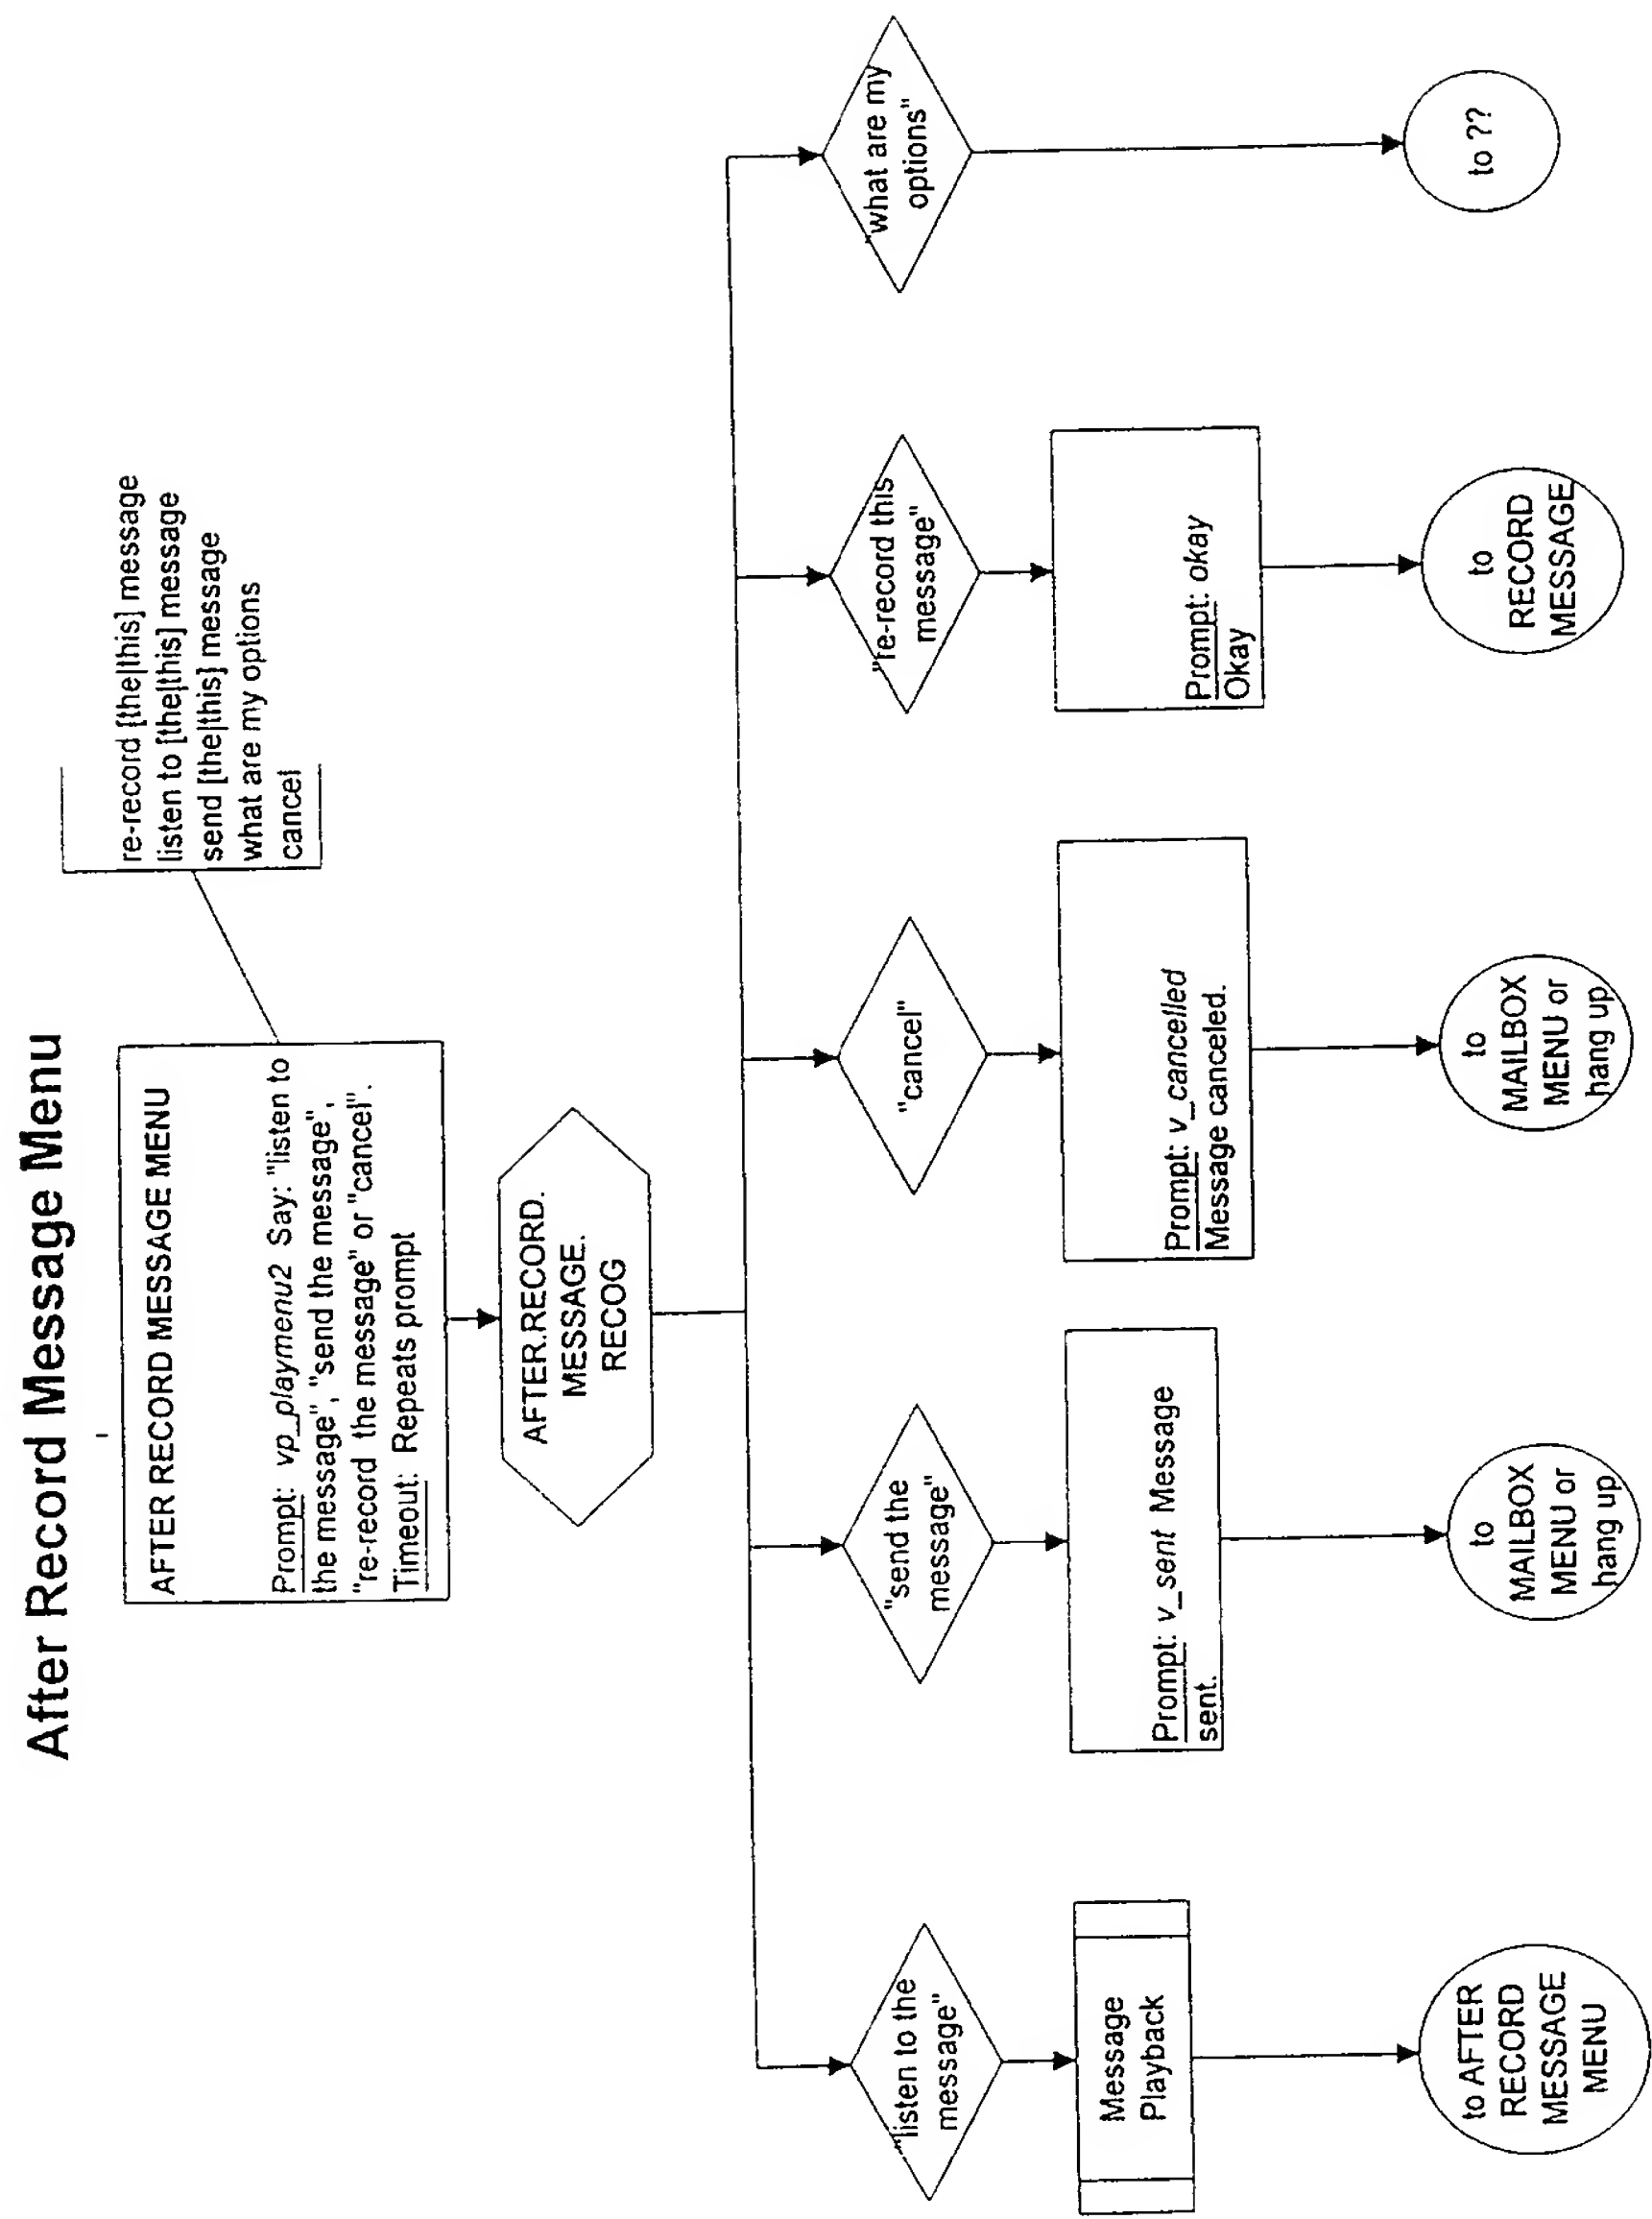 After Record Message Menu
AFTER RECORD MESSAGE MENU
Prompt: vp_playmenu2 Say: "listen to
the message", "send the message",
"re-record the message" or "cancel".
Timeout: Repeats prompt
re-record [the|this] message
listen to [the|this] message
send [the|this] message
what are my options
cancel
AFTER.RECORD.
MESSAGE.
RECOG
"listen to the
message"
"send the
message"
"cancel"
"re-record this
message"
"what are my
options"
Message
Playback
Prompt: v_sent Message
sent.
Prompt: v_cancelled
Message canceled.
Prompt: okay
Okay
to AFTER
RECORD
MESSAGE
MENU
to
MAILBOX
MENU or
hang up
to
MAILBOX
MENU or
hang up
to
RECORD
MESSAGE
to ??